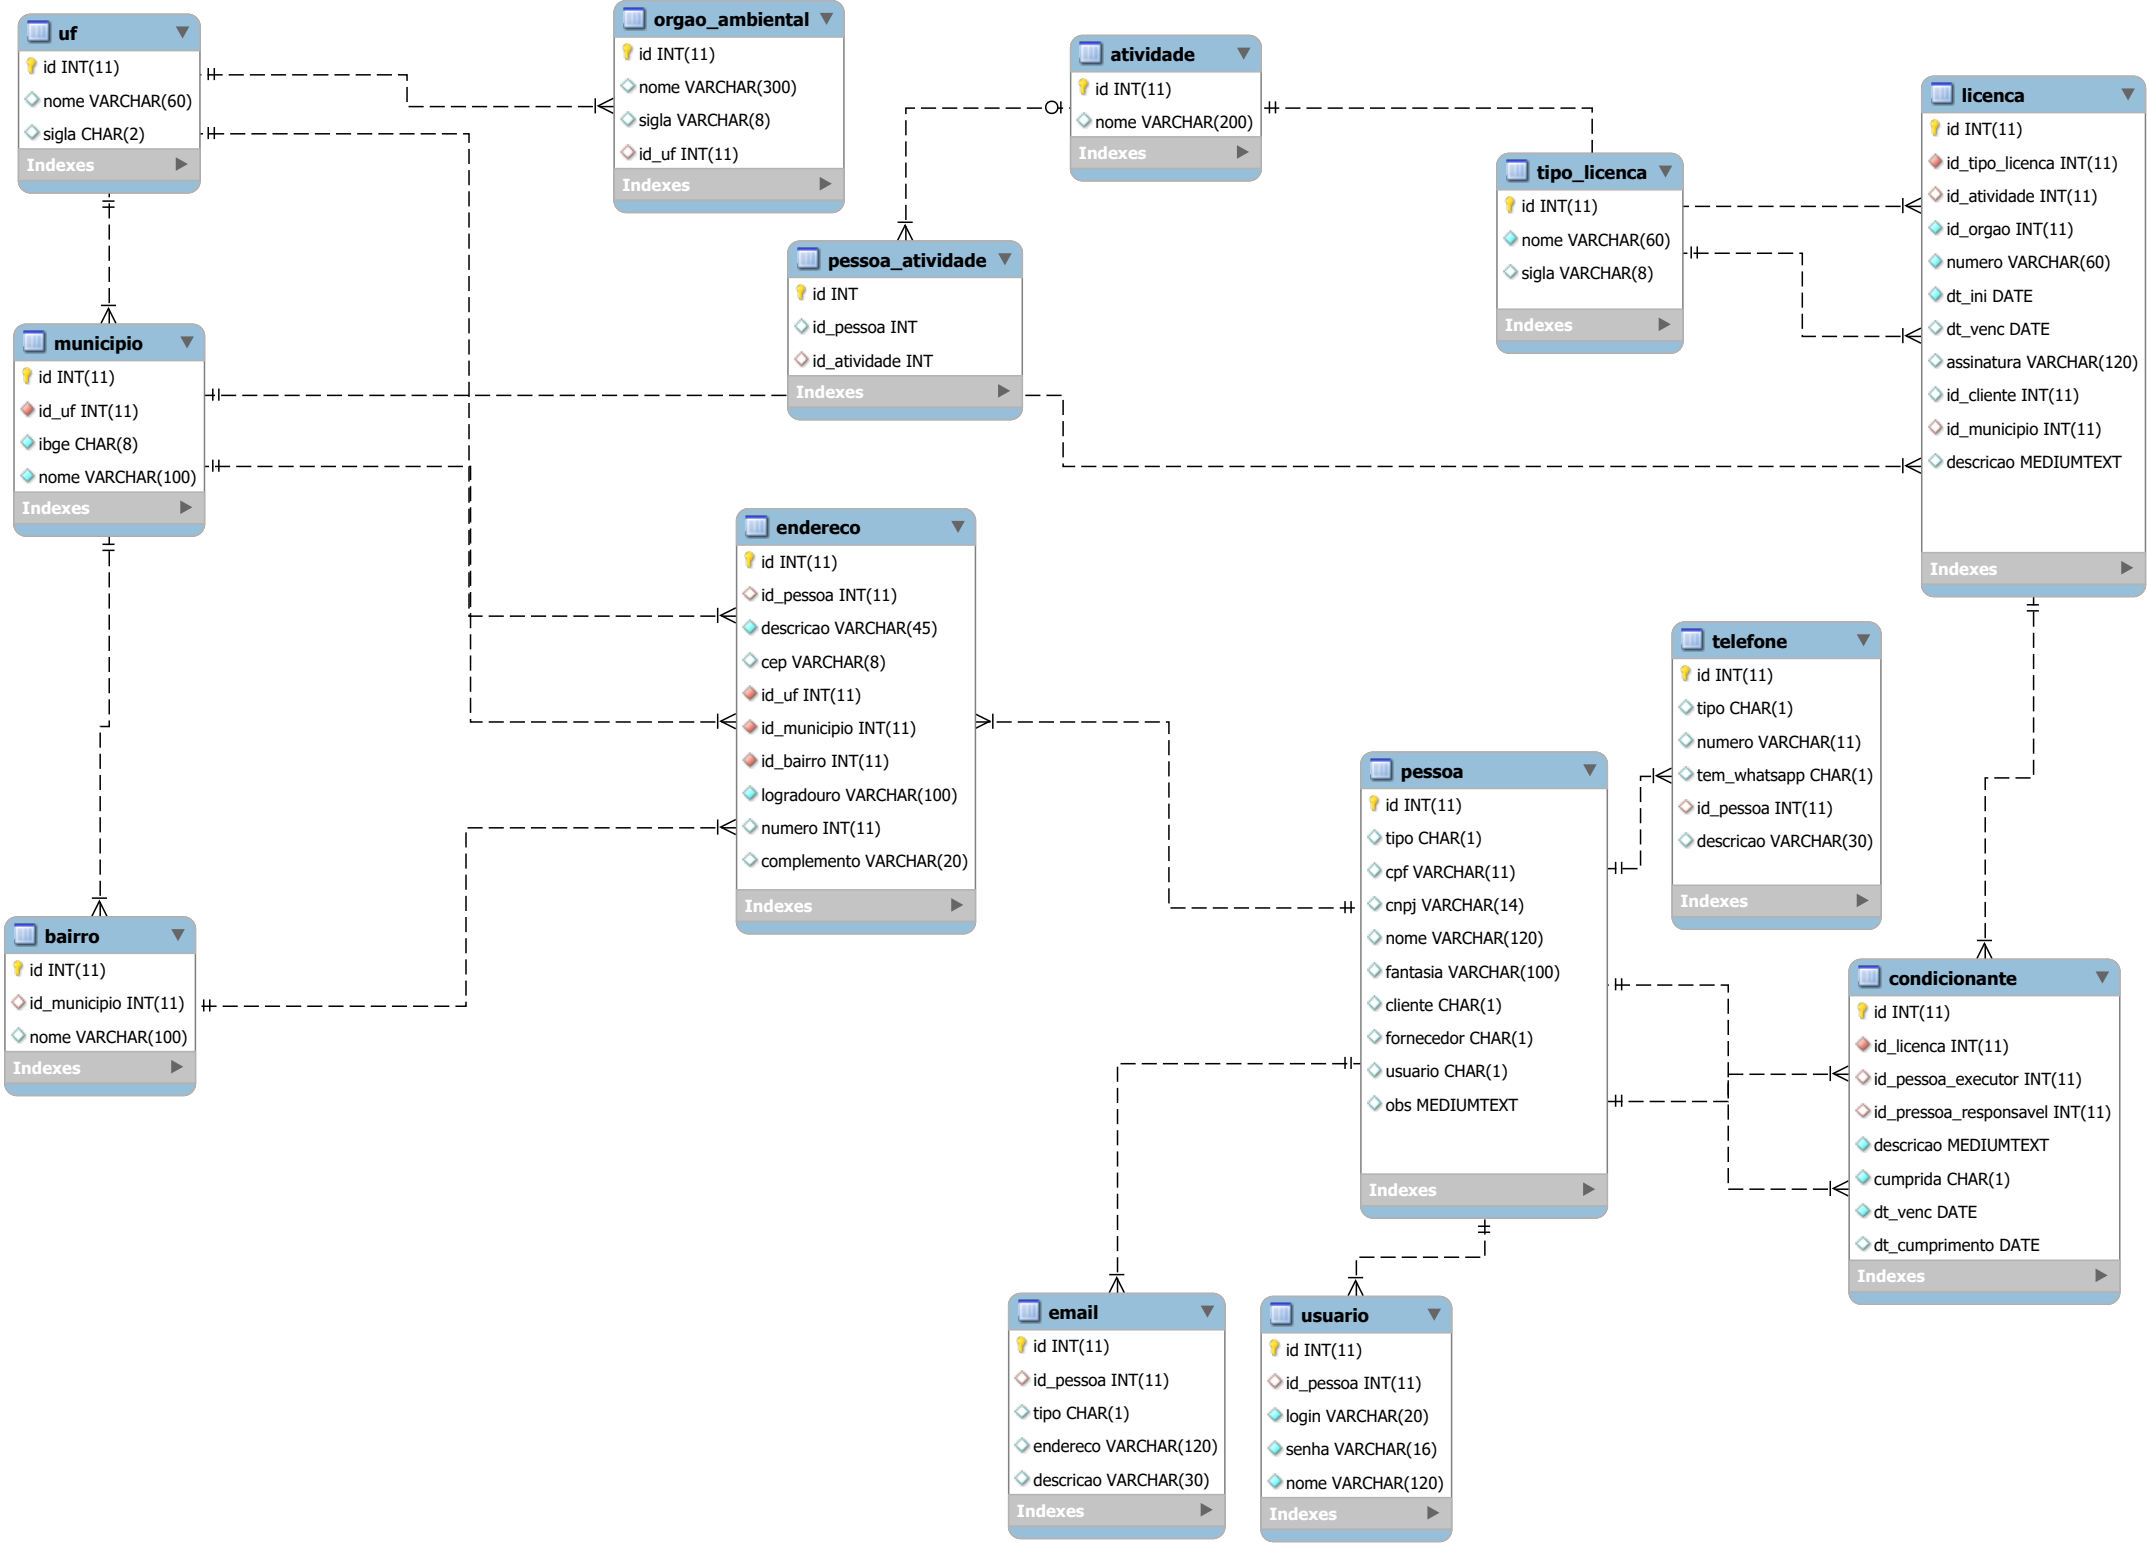 uf
id INT(11)
nome VARCHAR(60)
sigla CHAR(2)
Indexes
orgao_ambiental
id INT(11)
nome VARCHAR(300)
sigla VARCHAR(8)
id_uf INT(11)
Indexes
atividade
id INT(11)
nome VARCHAR(200)
Indexes
licenca
id INT(11)
id_tipo_licenca INT(11)
id_atividade INT(11)
id_orgao INT(11)
numero VARCHAR(60)
dt_ini DATE
dt_venc DATE
assinatura VARCHAR(120)
id_cliente INT(11)
id_municipio INT(11)
descricao MEDIUMTEXT
Indexes
tipo_licenca
id INT(11)
nome VARCHAR(60)
sigla VARCHAR(8)
Indexes
pessoa_atividade
id INT
id_pessoa INT
id_atividade INT
Indexes
municipio
id INT(11)
id_uf INT(11)
ibge CHAR(8)
nome VARCHAR(100)
Indexes
endereco
id INT(11)
id_pessoa INT(11)
descricao VARCHAR(45)
cep VARCHAR(8)
id_uf INT(11)
id_municipio INT(11)
id_bairro INT(11)
logradouro VARCHAR(100)
numero INT(11)
complemento VARCHAR(20)
Indexes
telefone
id INT(11)
tipo CHAR(1)
numero VARCHAR(11)
tem_whatsapp CHAR(1)
id_pessoa INT(11)
descricao VARCHAR(30)
Indexes
pessoa
id INT(11)
tipo CHAR(1)
cpf VARCHAR(11)
cnpj VARCHAR(14)
nome VARCHAR(120)
fantasia VARCHAR(100)
cliente CHAR(1)
fornecedor CHAR(1)
usuario CHAR(1)
obs MEDIUMTEXT
Indexes
bairro
id INT(11)
id_municipio INT(11)
nome VARCHAR(100)
Indexes
condicionante
id INT(11)
id_licenca INT(11)
id_pessoa_executor INT(11)
id_pressoa_responsavel INT(11)
descricao MEDIUMTEXT
cumprida CHAR(1)
dt_venc DATE
dt_cumprimento DATE
Indexes
email
id INT(11)
id_pessoa INT(11)
tipo CHAR(1)
endereco VARCHAR(120)
descricao VARCHAR(30)
Indexes
usuario
id INT(11)
id_pessoa INT(11)
login VARCHAR(20)
senha VARCHAR(16)
nome VARCHAR(120)
Indexes